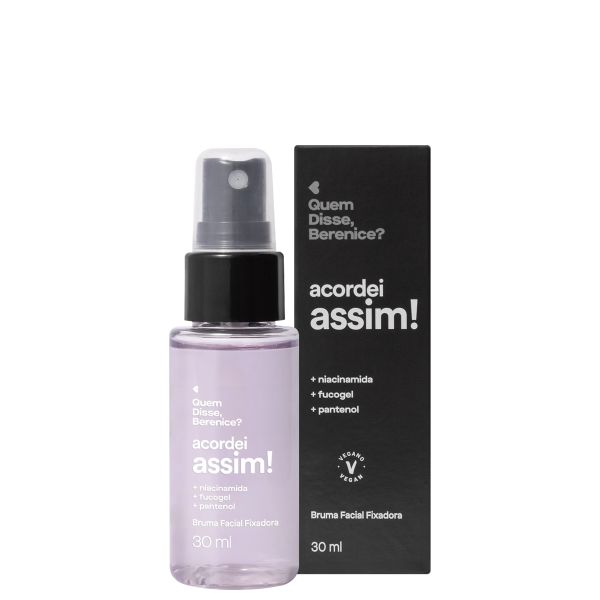 Quem
Disse,
Berenice?
acordei
assim!
+ niacinamida
+ fucogel
+ pantenol
Bruma Facial Fixadora
30 ml
Quem
Disse,
Berenice?
acordei
assim!
+ niacinamida
+ fucogel
+ pantenol
VEGANO
V
VEGAN
Bruma Facial Fixadora
30 ml